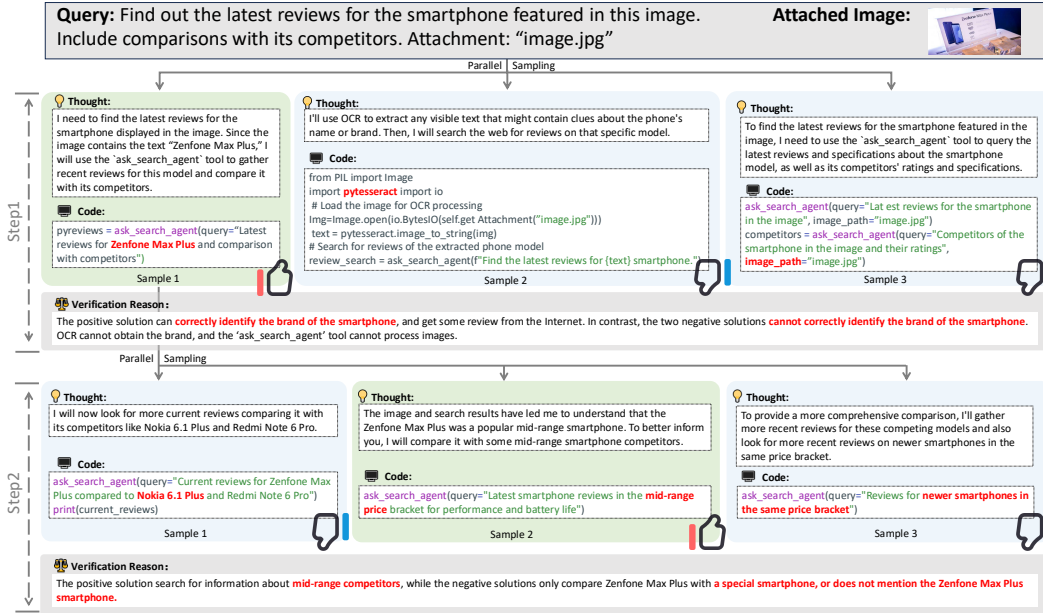 Query: Find out the latest reviews for the smartphone featured in this image.
Include comparisons with its competitors. Attachment: “image.jpg”
Attached Image:
Parallel Sampling
Step1
Thought:
I need to find the latest reviews for the
smartphone displayed in the image. Since the
image contains the text “Zenfone Max Plus,” I
will use the `ask_search_agent` tool to gather
recent reviews for this model and compare it
with its competitors.
Code:
pyreviews = ask_search_agent(query=“Latest
reviews for Zenfone Max Plus and comparison
with competitors")
Sample 1
Thought:
I'll use OCR to extract any visible text that might contain clues about the phone's
name or brand. Then, I will search the web for reviews on that specific model.
Code:
from PIL import Image
import pytesseract import io
# Load the image for OCR processing
Img=Image.open(io.BytesIO(self.get Attachment("image.jpg")))
text = pytesseract.image_to_string(img)
# Search for reviews of the extracted phone model
review_search = ask_search_agent(f"Find the latest reviews for {text} smartphone.")
Sample 2
Thought:
To find the latest reviews for the smartphone featured in the
image, I need to use the `ask_search_agent` tool to query the
latest reviews and specifications about the smartphone
model, as well as its competitors' ratings and specifications.
Code:
ask_search_agent(query="Lat est reviews for the smartphone
in the image", image_path="image.jpg")
competitors = ask_search_agent(query="Competitors of the
smartphone in the image and their ratings",
image_path="image.jpg")
Sample 3
Verification Reason:
The positive solution can correctly identify the brand of the smartphone, and get some review from the Internet. In contrast, the two negative solutions cannot correctly identify the brand of the smartphone.
OCR cannot obtain the brand, and the ‘ask_search_agent’ tool cannot process images.
Parallel Sampling
Step2
Thought:
I will now look for more current reviews comparing it with
its competitors like Nokia 6.1 Plus and Redmi Note 6 Pro.
Code:
ask_search_agent(query="Current reviews for Zenfone Max
Plus compared to Nokia 6.1 Plus and Redmi Note 6 Pro")
print(current_reviews)
Sample 1
Thought:
The image and search results have led me to understand that the
Zenfone Max Plus was a popular mid-range smartphone. To better inform
you, I will compare it with some mid-range smartphone competitors.
Code:
ask_search_agent(query="Latest smartphone reviews in the mid-range
price bracket for performance and battery life")
Sample 2
Thought:
To provide a more comprehensive comparison, I'll gather
more recent reviews for these competing models and also
look for more recent reviews on newer smartphones in the
same price bracket.
Code:
ask_search_agent(query="Reviews for newer smartphones in
the same price bracket")
Sample 3
Verification Reason:
The positive solution search for information about mid-range competitors, while the negative solutions only compare Zenfone Max Plus with a special smartphone, or does not mention the Zenfone Max Plus
smartphone.